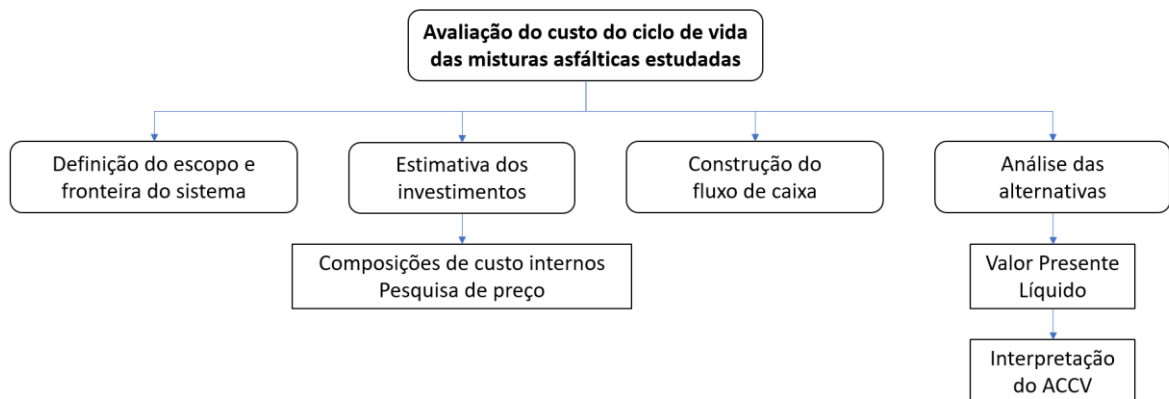 Avaliação do custo do ciclo de vida
das misturas asfálticas estudadas
Definição do escopo e
fronteira do sistema
Estimativa dos
investimentos
Construção do
fluxo de caixa
Análise das
alternativas
Composições de custo internos
Pesquisa de preço
Valor Presente
Líquido
Interpretação
do ACCV